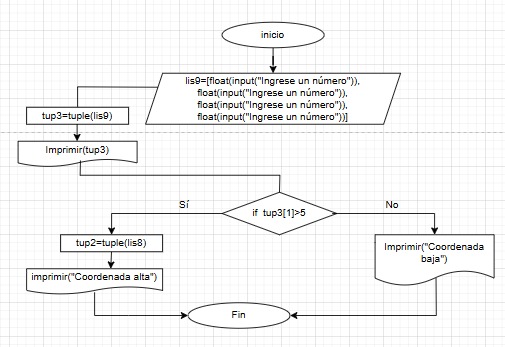 inicio
lis9=[float(input("Ingrese un número")),
float(input("Ingrese un número")),
float(input("Ingrese un número")),
float(input("Ingrese un número"))]
tup3=tuple(lis9)
Imprimir(tup3)
if tup3[1]>5
Sí
No
tup2=tuple(lis8)
imprimir("Coordenada alta")
Imprimir("Coordenada
baja")
Fin